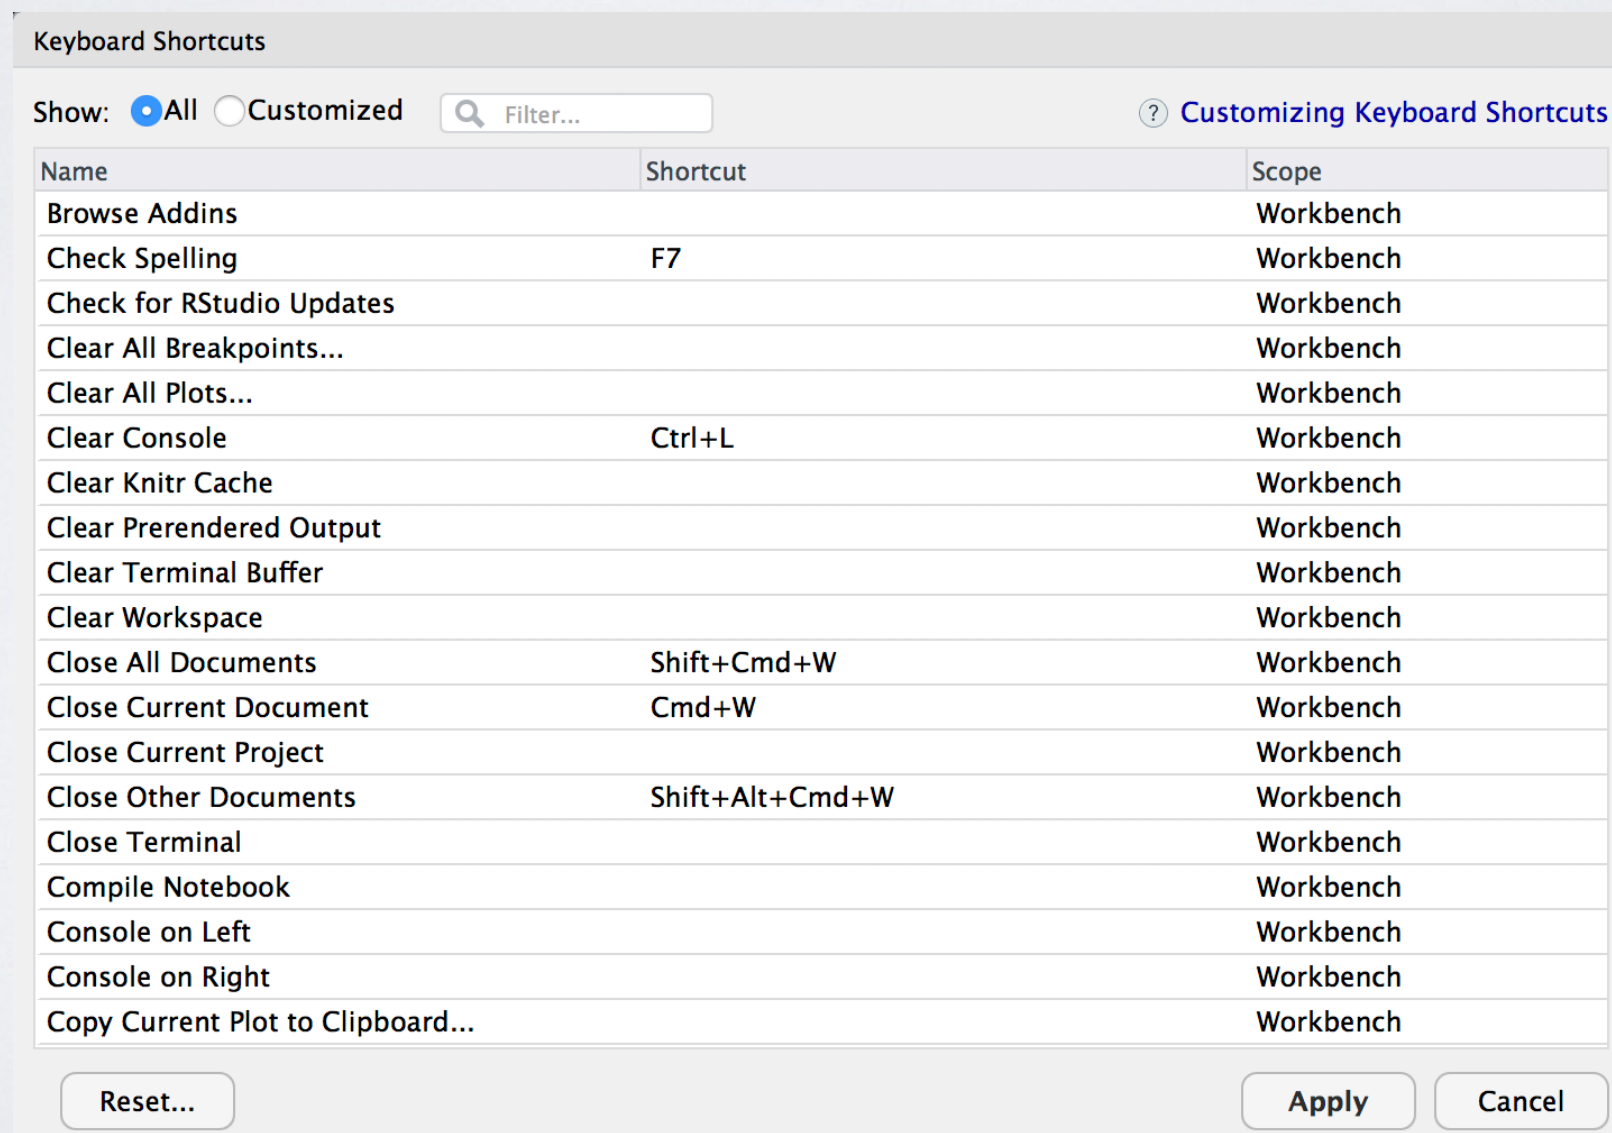 Keyboard Shortcuts
Show: All Customized Filter... ? Customizing Keyboard Shortcuts
Name Shortcut Scope
Browse Addins Workbench
Check Spelling F7 Workbench
Check for RStudio Updates Workbench
Clear All Breakpoints... Workbench
Clear All Plots... Workbench
Clear Console Ctrl+L Workbench
Clear Knitr Cache Workbench
Clear Prerendered Output Workbench
Clear Terminal Buffer Workbench
Clear Workspace Workbench
Close All Documents Shift+Cmd+W Workbench
Close Current Document Cmd+W Workbench
Close Current Project Workbench
Close Other Documents Shift+Alt+Cmd+W Workbench
Close Terminal Workbench
Compile Notebook Workbench
Console on Left Workbench
Console on Right Workbench
Copy Current Plot to Clipboard... Workbench
Reset... Apply Cancel